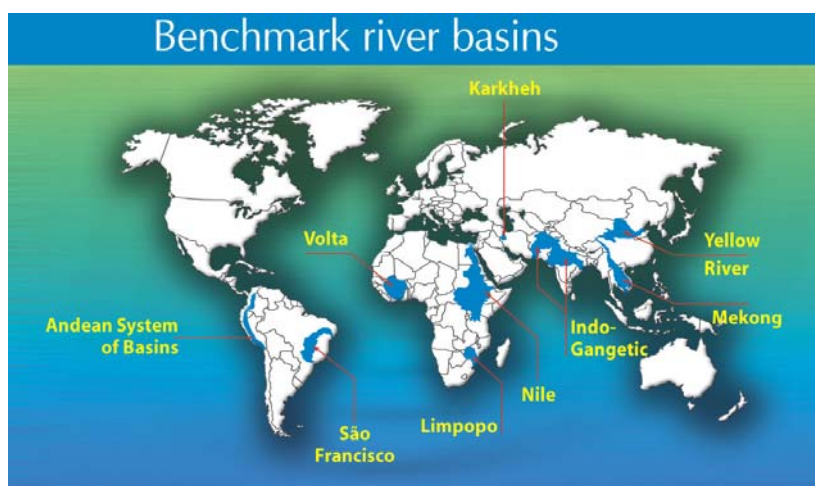 Benchmark river basins
Karkheh
Volta
Yellow
River
Andean System
of Basins
Indo-
Gangetic
Mekong
Nile
Limpopo
São
Francisco